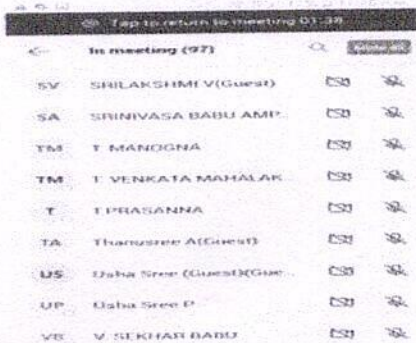 Tap to return to meeting 01:38
In meeting (97) Mute all
SV SRILAKSHMI V(Guest)
SA SRINIVASA BABU AMP...
TM T. MANOGNA
TM T. VENKATA MAHALAK...
T T.PRASANNA
TA Thanusree A(Guest)
US Usha Sree (Guest)(Gue...
UP Usha Sree P
VB V. SEKHAR BABU